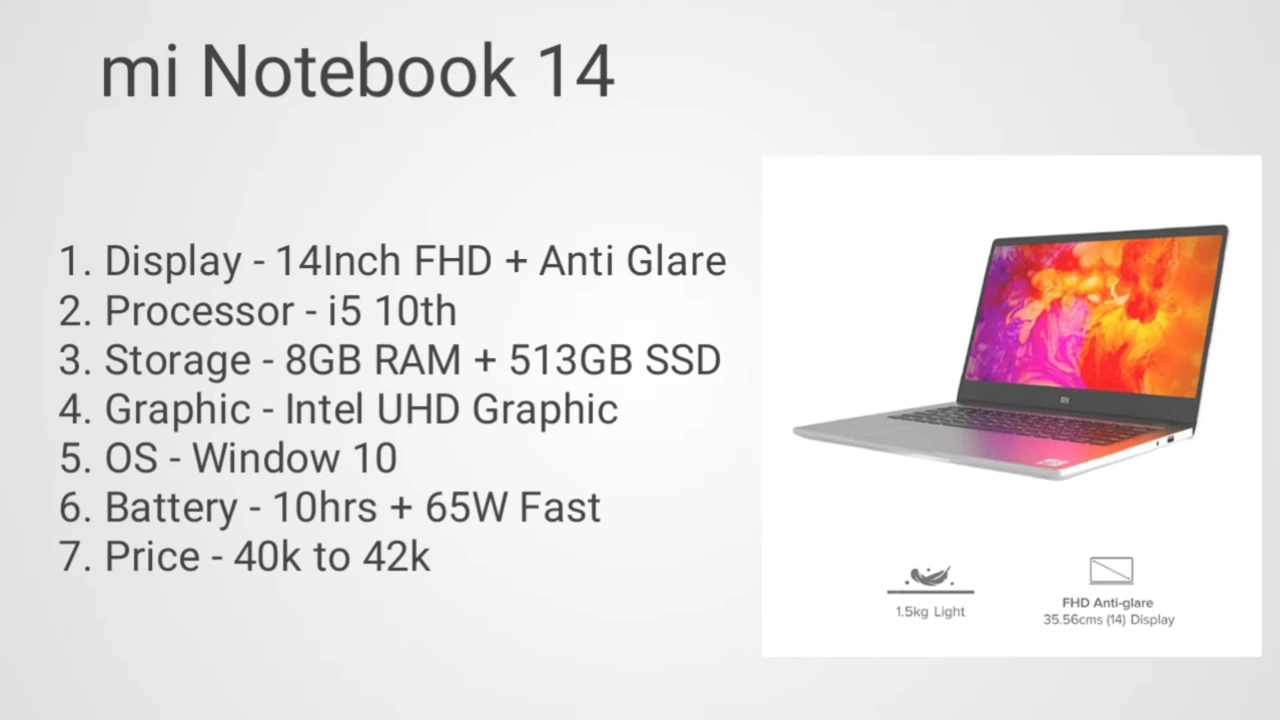 mi Notebook 14
1. Display - 14Inch FHD + Anti Glare
2. Processor - i5 10th
3. Storage - 8GB RAM + 513GB SSD
4. Graphic - Intel UHD Graphic
5. OS - Window 10
6. Battery - 10hrs + 65W Fast
7. Price - 40k to 42k
mi
1.5kg Light
FHD Anti-glare
35.56cms (14) Display